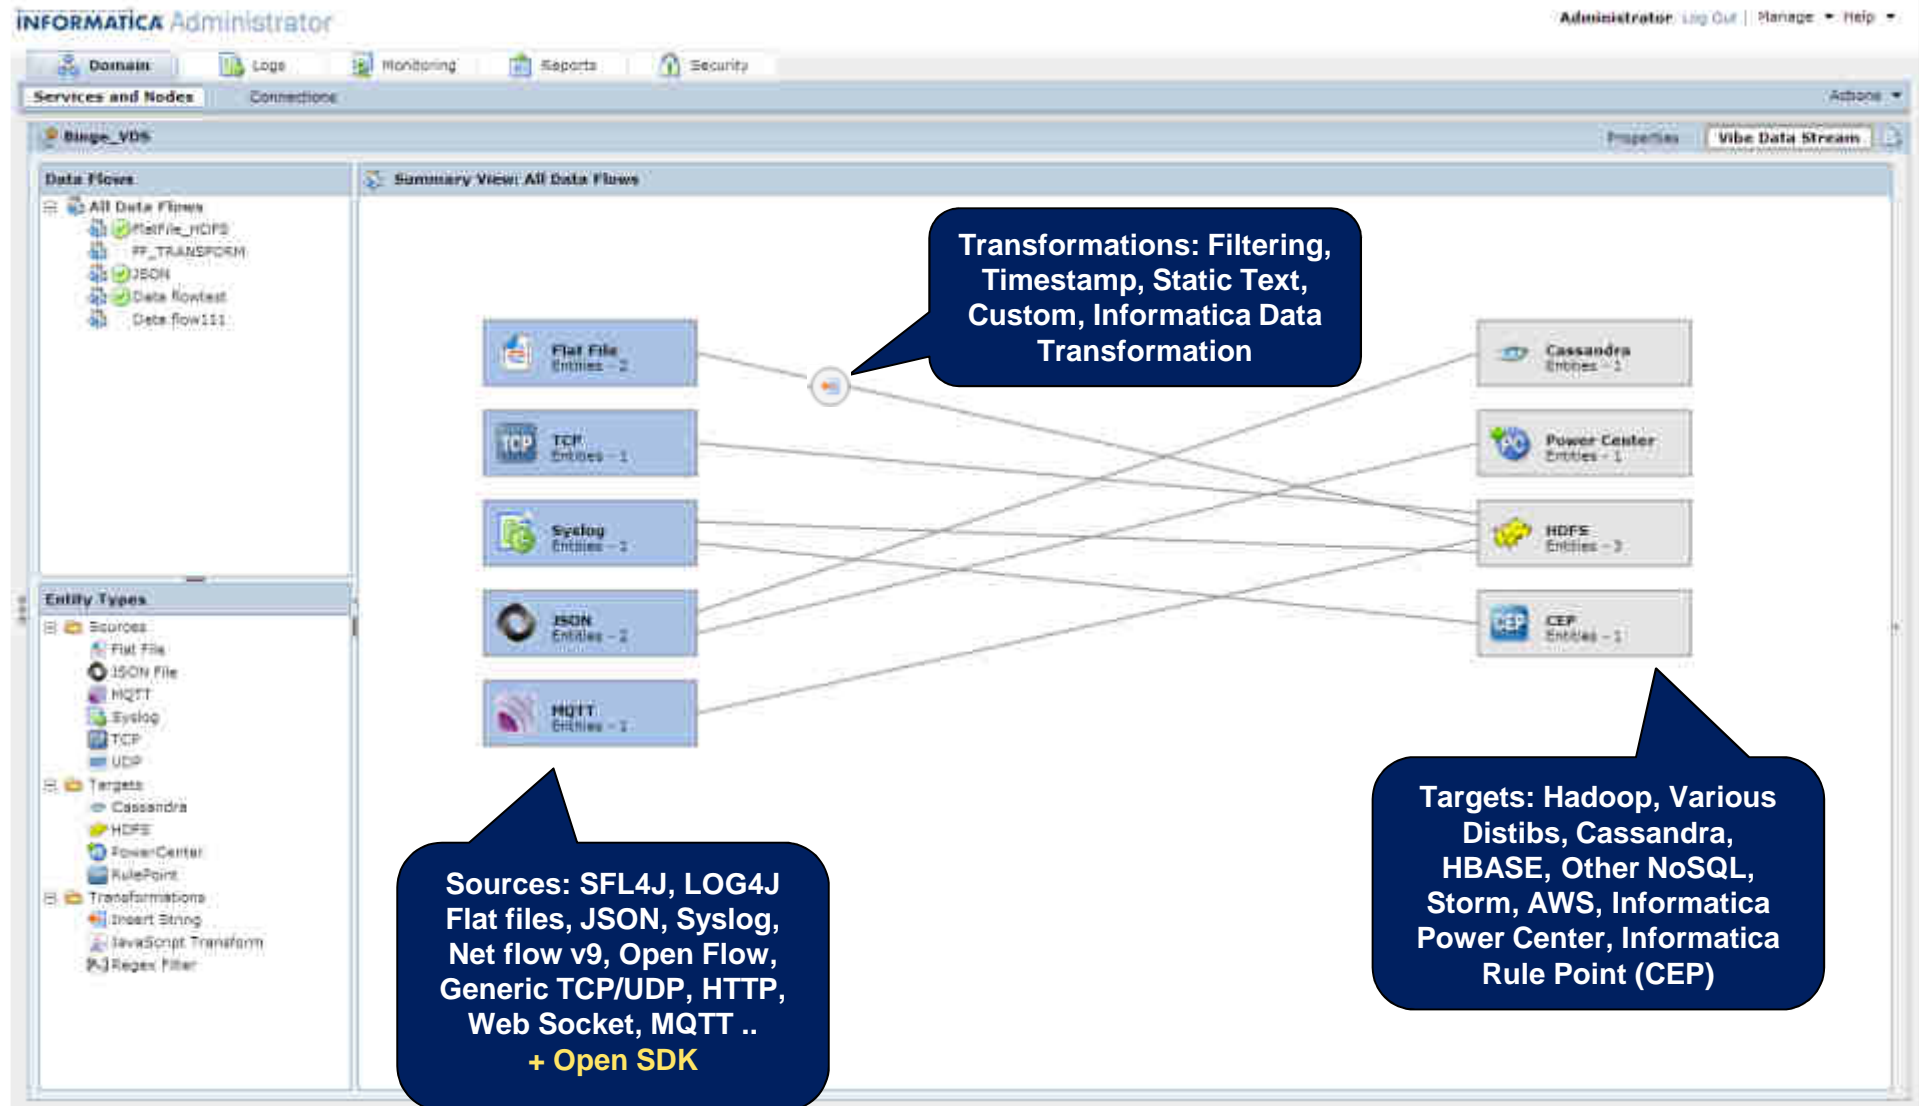 INFORMATICA Administrator
Administrator Log Out | Manage Help
Domain Logs Monitoring Reports Security
Services and Nodes Connections Actions
Binge_VDS Properties Vibe Data Stream
Data Flows
All Data Flows
FlatFile_HDFS
FF_TRANSFORM
JSON
Data flowtest
Data flow111
Summary View: All Data Flows
Transformations: Filtering,
Timestamp, Static Text,
Custom, Informatica Data
Transformation
Flat File
Entities - 2
TCP
TCP
Entities - 1
Syslog
Entities - 1
JSON
Entities - 2
MQTT
Entities - 1
Cassandra
Entities - 1
PC
Power Center
Entities - 1
HDFS
Entities - 3
CEP
CEP
Entities - 1
Entity Types
Sources
Flat File
JSON File
MQTT
Syslog
TCP
UDP
Targets
Cassandra
HDFS
PowerCenter
RulePoint
Transformations
Insert String
JavaScript Transform
Regex Filter
Sources: SFL4J, LOG4J
Flat files, JSON, Syslog,
Net flow v9, Open Flow,
Generic TCP/UDP, HTTP,
Web Socket, MQTT ..
+ Open SDK
Targets: Hadoop, Various
Distibs, Cassandra,
HBASE, Other NoSQL,
Storm, AWS, Informatica
Power Center, Informatica
Rule Point (CEP)